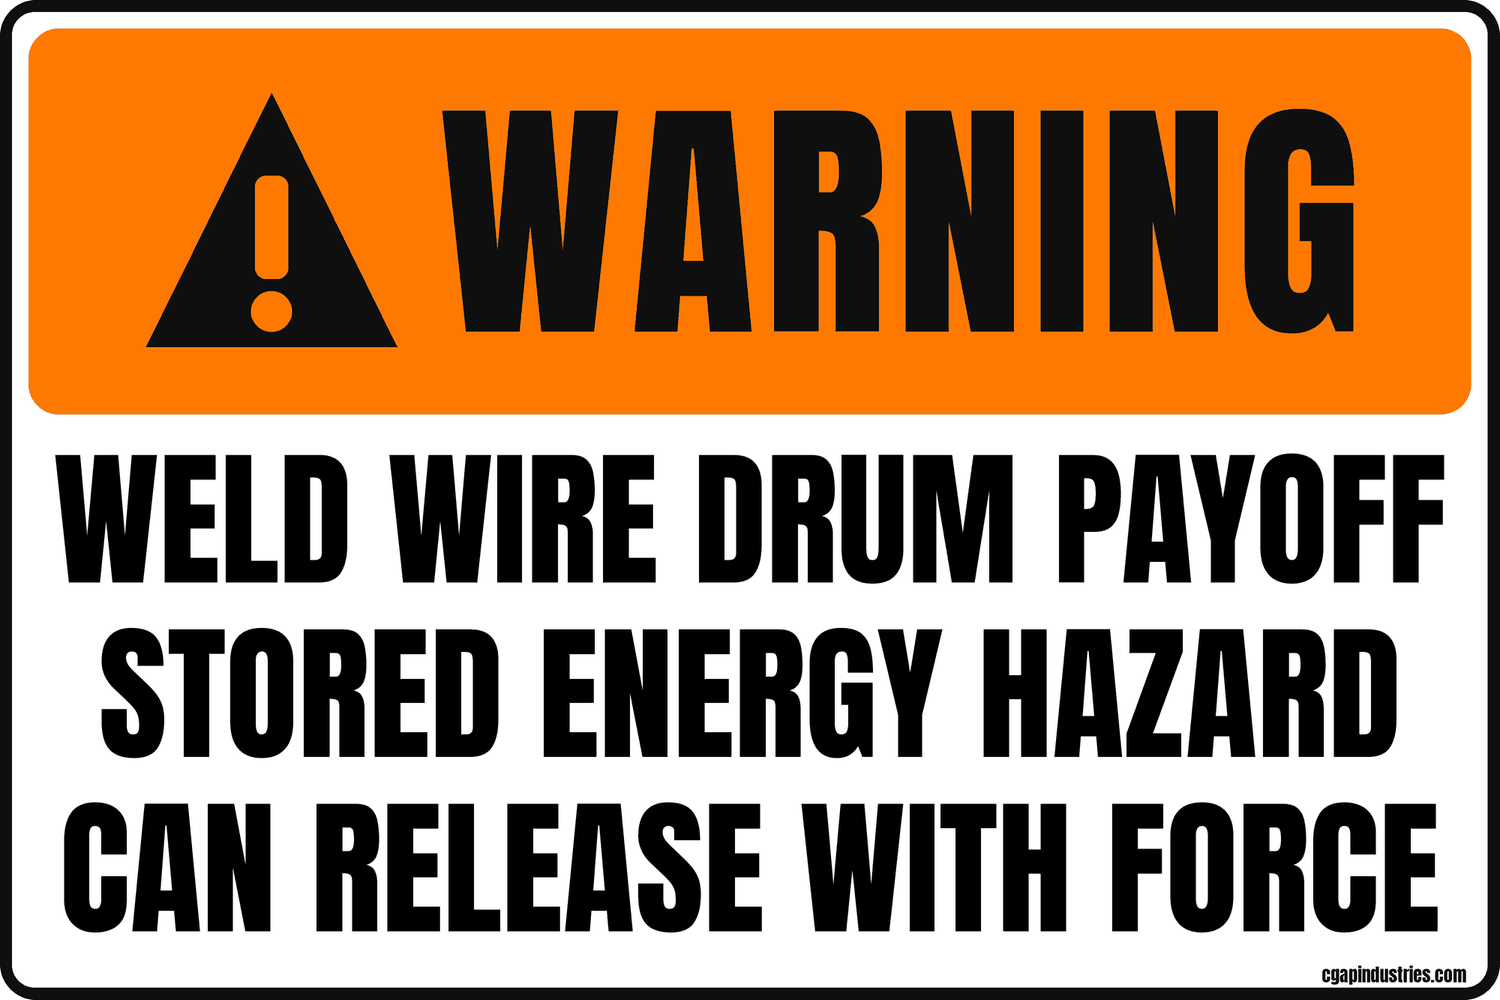 WARNING
WELD WIRE DRUM PAYOFF
STORED ENERGY HAZARD
CAN RELEASE WITH FORCE
cgapindustries.com